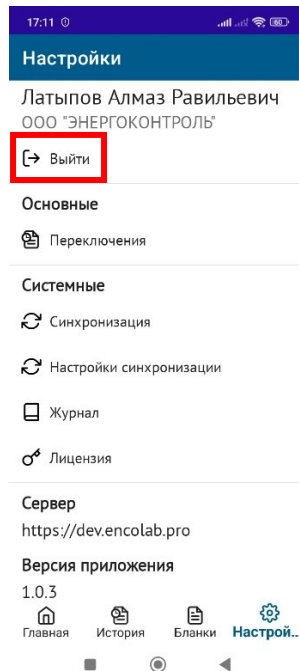 17:11
60
Настройки
Латыпов Алмаз Равильевич
ООО "ЭНЕРГОКОНТРОЛЬ"
Выйти
Основные
Переключения
Системные
Синхронизация
Настройки синхронизации
Журнал
Лицензия
Сервер
https://dev.encolab.pro
Версия приложения
1.0.3
Главная История Бланки Настрой...